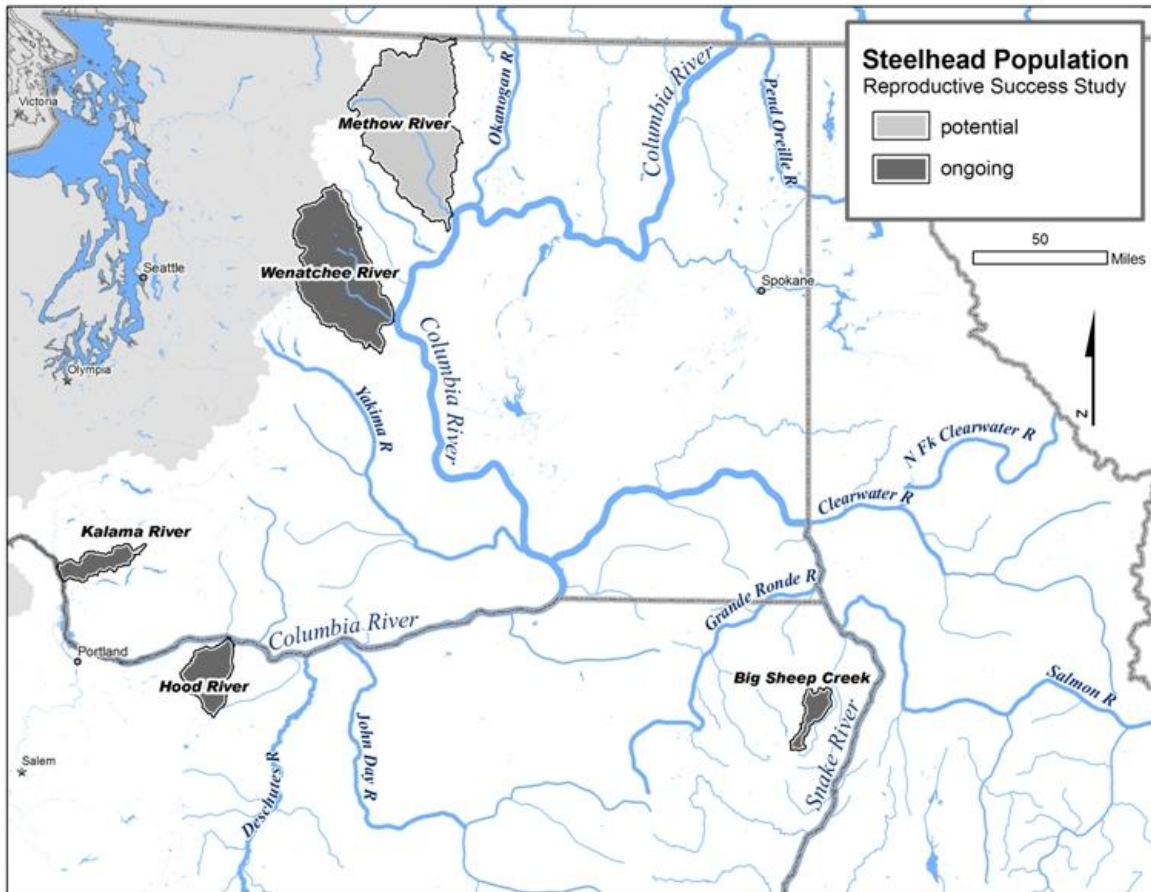 Steelhead Population
Reproductive Success Study
potential
ongoing
50
Miles
N
Victoria
Methow River
Okanogan R
Columbia River
Pend Oreille R
Wenatchee River
Seattle
Spokane
Olympia
Columbia River
Yakima R
N Fk Clearwater R
Clearwater R
Kalama River
Grande Ronde R
Columbia River
Portland
Hood River
Big Sheep Creek
Salmon R
Snake River
John Day R
Deschutes R
Salem